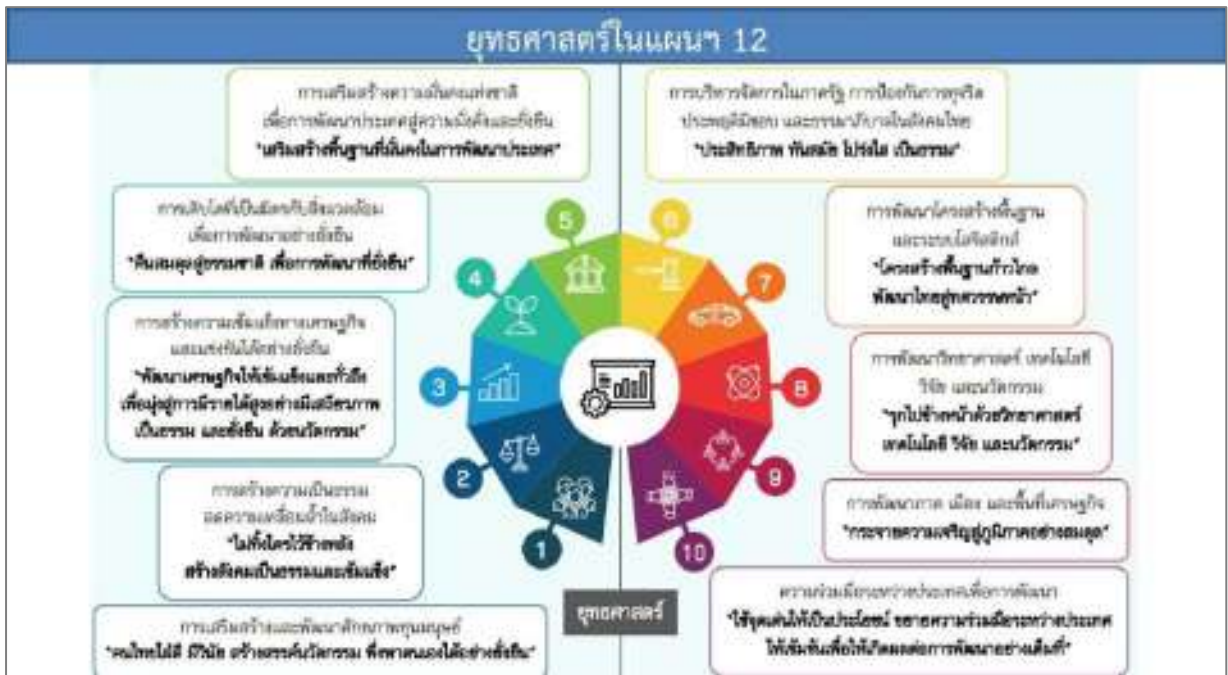 ยุทธศาสตร์ในแผนฯ 12
การเสริมสร้างความมั่นคงแห่งชาติ
เพื่อการพัฒนาประเทศสู่ความมั่งคั่งและยั่งยืน
"เสริมสร้างพื้นฐานที่มั่นคงในการพัฒนาประเทศ"
การเติบโตที่เป็นมิตรกับสิ่งแวดล้อม
เพื่อการพัฒนาอย่างยั่งยืน
"คืนสมดุลสู่ธรรมชาติ เพื่อการพัฒนาที่ยั่งยืน"
การสร้างความเข้มแข็งทางเศรษฐกิจ
และแข่งขันได้อย่างยั่งยืน
"พัฒนาเศรษฐกิจให้เข้มแข็งและทั่วถึง
เพื่อมุ่งสู่การมีรายได้สูงอย่างมีเสถียรภาพ
เป็นธรรม และยั่งยืน ด้วยนวัตกรรม"
การสร้างความเป็นธรรม
ลดความเหลื่อมล้ำในสังคม
"ไม่ทิ้งใครไว้ข้างหลัง
สร้างสังคมเป็นธรรมและเข้มแข็ง"
การเสริมสร้างและพัฒนาศักยภาพทุนมนุษย์
"คนไทยใฝ่ดี มีวินัย สร้างสรรค์นวัตกรรม พึ่งพาตนเองได้อย่างยั่งยืน"
5
4
3
2
1
6
7
8
9
10
ยุทธศาสตร์
การบริหารจัดการในภาครัฐ การป้องกันการทุจริต
ประพฤติมิชอบ และธรรมาภิบาลในสังคมไทย
"ประสิทธิภาพ ทันสมัย โปร่งใส เป็นธรรม"
การพัฒนาโครงสร้างพื้นฐาน
และระบบโลจิสติกส์
"โครงสร้างพื้นฐานก้าวไกล
พัฒนาไทยสู่ทศวรรษหน้า"
การพัฒนาวิทยาศาสตร์ เทคโนโลยี
วิจัย และนวัตกรรม
"รุกไปข้างหน้าด้วยวิทยาศาสตร์
เทคโนโลยี วิจัย และนวัตกรรม"
การพัฒนาภาค เมือง และพื้นที่เศรษฐกิจ
"กระจายความเจริญสู่ภูมิภาคอย่างสมดุล"
ความร่วมมือระหว่างประเทศเพื่อการพัฒนา
"ใช้จุดเด่นให้เป็นประโยชน์ ขยายความร่วมมือระหว่างประเทศ
ให้เข้มข้นเพื่อให้เกิดผลต่อการพัฒนาอย่างเต็มที่"